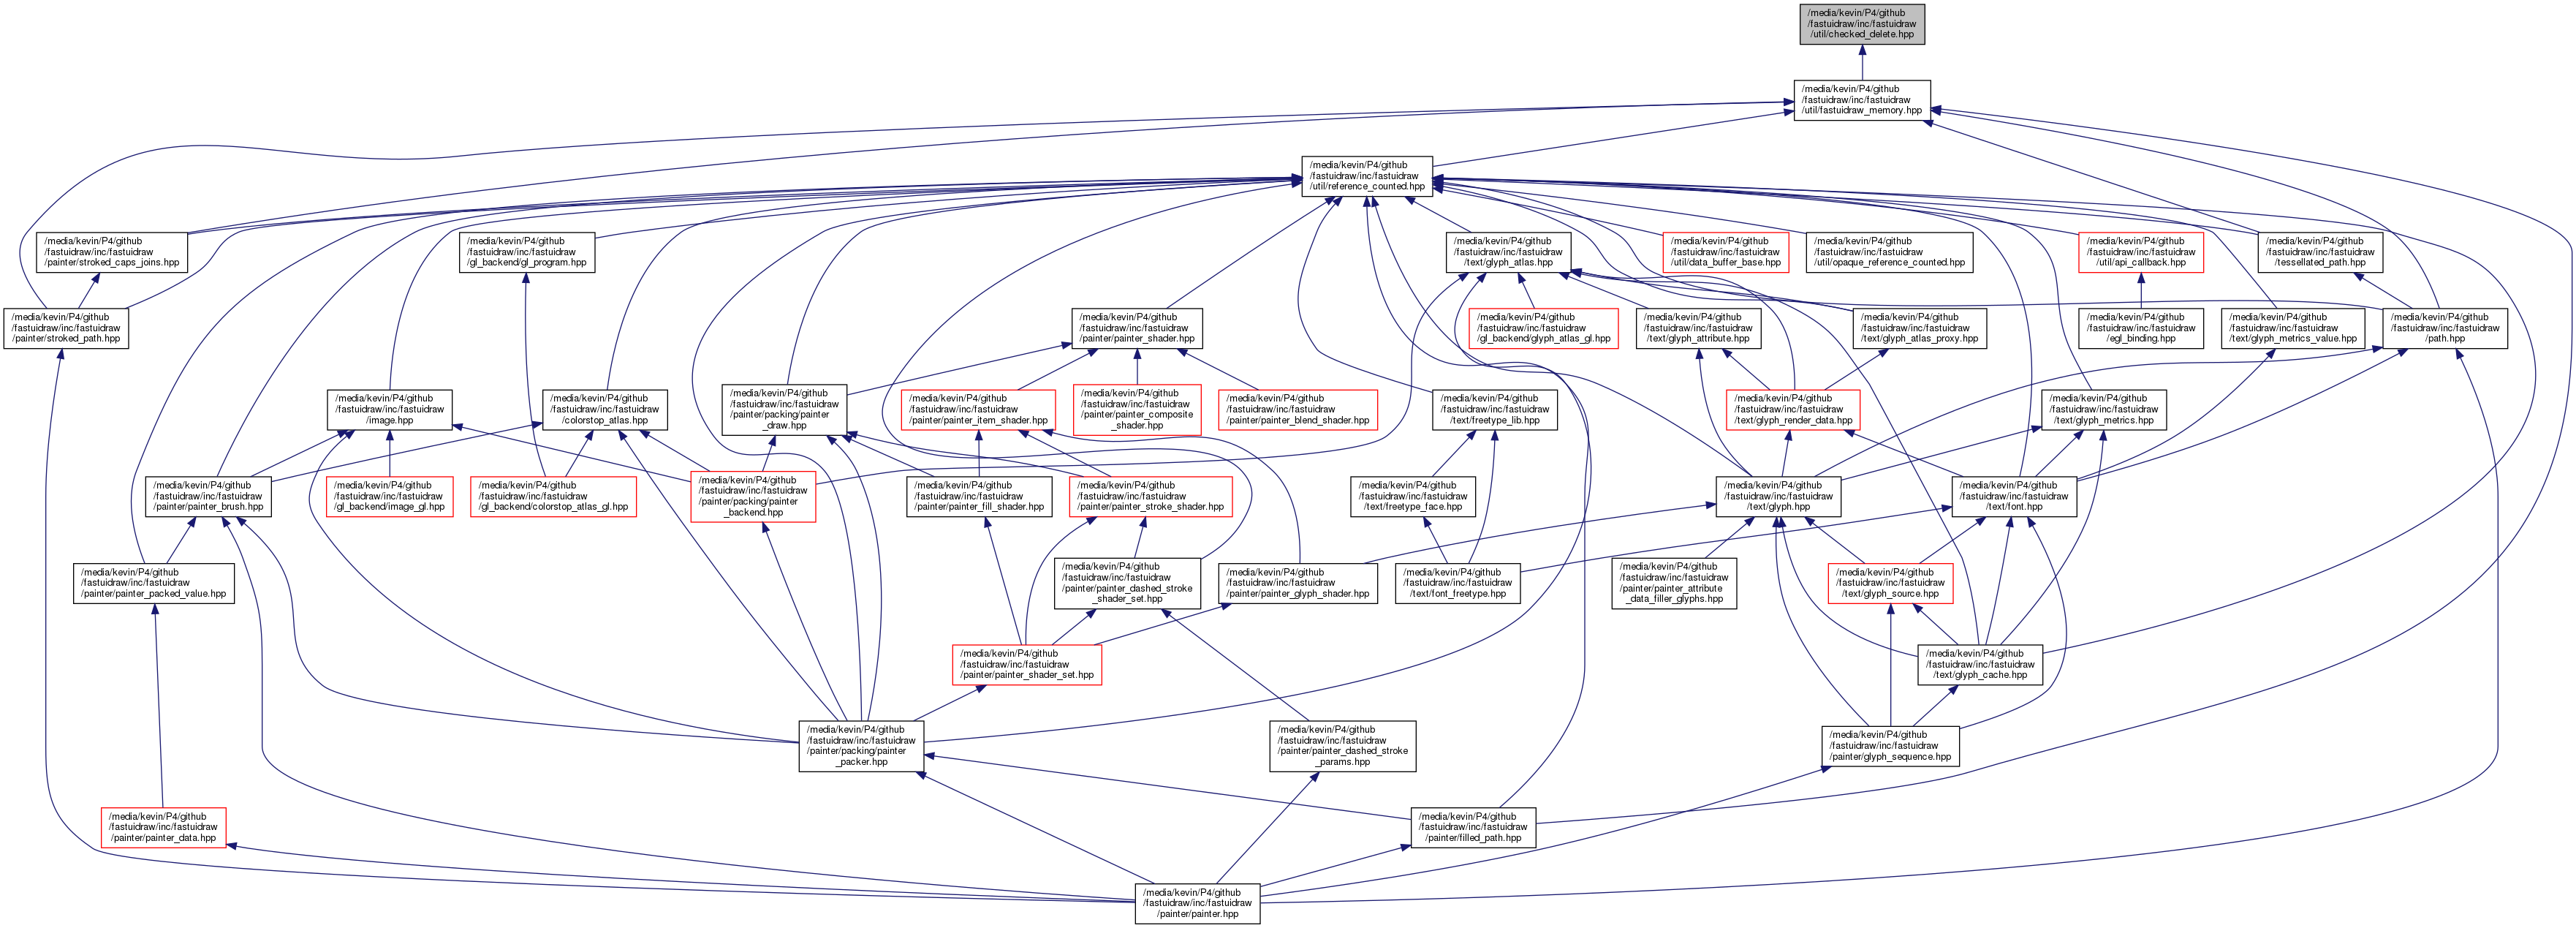 /media/kevin/P4/github
/fastuidraw/inc/fastuidraw
/util/checked_delete.hpp
/media/kevin/P4/github
/fastuidraw/inc/fastuidraw
/util/fastuidraw_memory.hpp
/media/kevin/P4/github
/fastuidraw/inc/fastuidraw
/util/reference_counted.hpp
/media/kevin/P4/github
/fastuidraw/inc/fastuidraw
/painter/stroked_caps_joins.hpp
/media/kevin/P4/github
/fastuidraw/inc/fastuidraw
/gl_backend/gl_program.hpp
/media/kevin/P4/github
/fastuidraw/inc/fastuidraw
/text/glyph_atlas.hpp
/media/kevin/P4/github
/fastuidraw/inc/fastuidraw
/util/data_buffer_base.hpp
/media/kevin/P4/github
/fastuidraw/inc/fastuidraw
/util/opaque_reference_counted.hpp
/media/kevin/P4/github
/fastuidraw/inc/fastuidraw
/util/api_callback.hpp
/media/kevin/P4/github
/fastuidraw/inc/fastuidraw
/tessellated_path.hpp
/media/kevin/P4/github
/fastuidraw/inc/fastuidraw
/painter/stroked_path.hpp
/media/kevin/P4/github
/fastuidraw/inc/fastuidraw
/painter/painter_shader.hpp
/media/kevin/P4/github
/fastuidraw/inc/fastuidraw
/gl_backend/glyph_atlas_gl.hpp
/media/kevin/P4/github
/fastuidraw/inc/fastuidraw
/text/glyph_attribute.hpp
/media/kevin/P4/github
/fastuidraw/inc/fastuidraw
/text/glyph_atlas_proxy.hpp
/media/kevin/P4/github
/fastuidraw/inc/fastuidraw
/egl_binding.hpp
/media/kevin/P4/github
/fastuidraw/inc/fastuidraw
/text/glyph_metrics_value.hpp
/media/kevin/P4/github
/fastuidraw/inc/fastuidraw
/path.hpp
/media/kevin/P4/github
/fastuidraw/inc/fastuidraw
/image.hpp
/media/kevin/P4/github
/fastuidraw/inc/fastuidraw
/colorstop_atlas.hpp
/media/kevin/P4/github
/fastuidraw/inc/fastuidraw
/painter/packing/painter
_draw.hpp
/media/kevin/P4/github
/fastuidraw/inc/fastuidraw
/painter/painter_item_shader.hpp
/media/kevin/P4/github
/fastuidraw/inc/fastuidraw
/painter/painter_composite
_shader.hpp
/media/kevin/P4/github
/fastuidraw/inc/fastuidraw
/painter/painter_blend_shader.hpp
/media/kevin/P4/github
/fastuidraw/inc/fastuidraw
/text/freetype_lib.hpp
/media/kevin/P4/github
/fastuidraw/inc/fastuidraw
/text/glyph_render_data.hpp
/media/kevin/P4/github
/fastuidraw/inc/fastuidraw
/text/glyph_metrics.hpp
/media/kevin/P4/github
/fastuidraw/inc/fastuidraw
/painter/painter_brush.hpp
/media/kevin/P4/github
/fastuidraw/inc/fastuidraw
/gl_backend/image_gl.hpp
/media/kevin/P4/github
/fastuidraw/inc/fastuidraw
/gl_backend/colorstop_atlas_gl.hpp
/media/kevin/P4/github
/fastuidraw/inc/fastuidraw
/painter/packing/painter
_backend.hpp
/media/kevin/P4/github
/fastuidraw/inc/fastuidraw
/painter/painter_fill_shader.hpp
/media/kevin/P4/github
/fastuidraw/inc/fastuidraw
/painter/painter_stroke_shader.hpp
/media/kevin/P4/github
/fastuidraw/inc/fastuidraw
/text/freetype_face.hpp
/media/kevin/P4/github
/fastuidraw/inc/fastuidraw
/text/glyph.hpp
/media/kevin/P4/github
/fastuidraw/inc/fastuidraw
/text/font.hpp
/media/kevin/P4/github
/fastuidraw/inc/fastuidraw
/painter/painter_packed_value.hpp
/media/kevin/P4/github
/fastuidraw/inc/fastuidraw
/painter/painter_dashed_stroke
_shader_set.hpp
/media/kevin/P4/github
/fastuidraw/inc/fastuidraw
/painter/painter_glyph_shader.hpp
/media/kevin/P4/github
/fastuidraw/inc/fastuidraw
/text/font_freetype.hpp
/media/kevin/P4/github
/fastuidraw/inc/fastuidraw
/painter/painter_attribute
_data_filler_glyphs.hpp
/media/kevin/P4/github
/fastuidraw/inc/fastuidraw
/text/glyph_source.hpp
/media/kevin/P4/github
/fastuidraw/inc/fastuidraw
/painter/painter_shader_set.hpp
/media/kevin/P4/github
/fastuidraw/inc/fastuidraw
/text/glyph_cache.hpp
/media/kevin/P4/github
/fastuidraw/inc/fastuidraw
/painter/packing/painter
_packer.hpp
/media/kevin/P4/github
/fastuidraw/inc/fastuidraw
/painter/painter_dashed_stroke
_params.hpp
/media/kevin/P4/github
/fastuidraw/inc/fastuidraw
/painter/glyph_sequence.hpp
/media/kevin/P4/github
/fastuidraw/inc/fastuidraw
/painter/painter_data.hpp
/media/kevin/P4/github
/fastuidraw/inc/fastuidraw
/painter/filled_path.hpp
/media/kevin/P4/github
/fastuidraw/inc/fastuidraw
/painter/painter.hpp